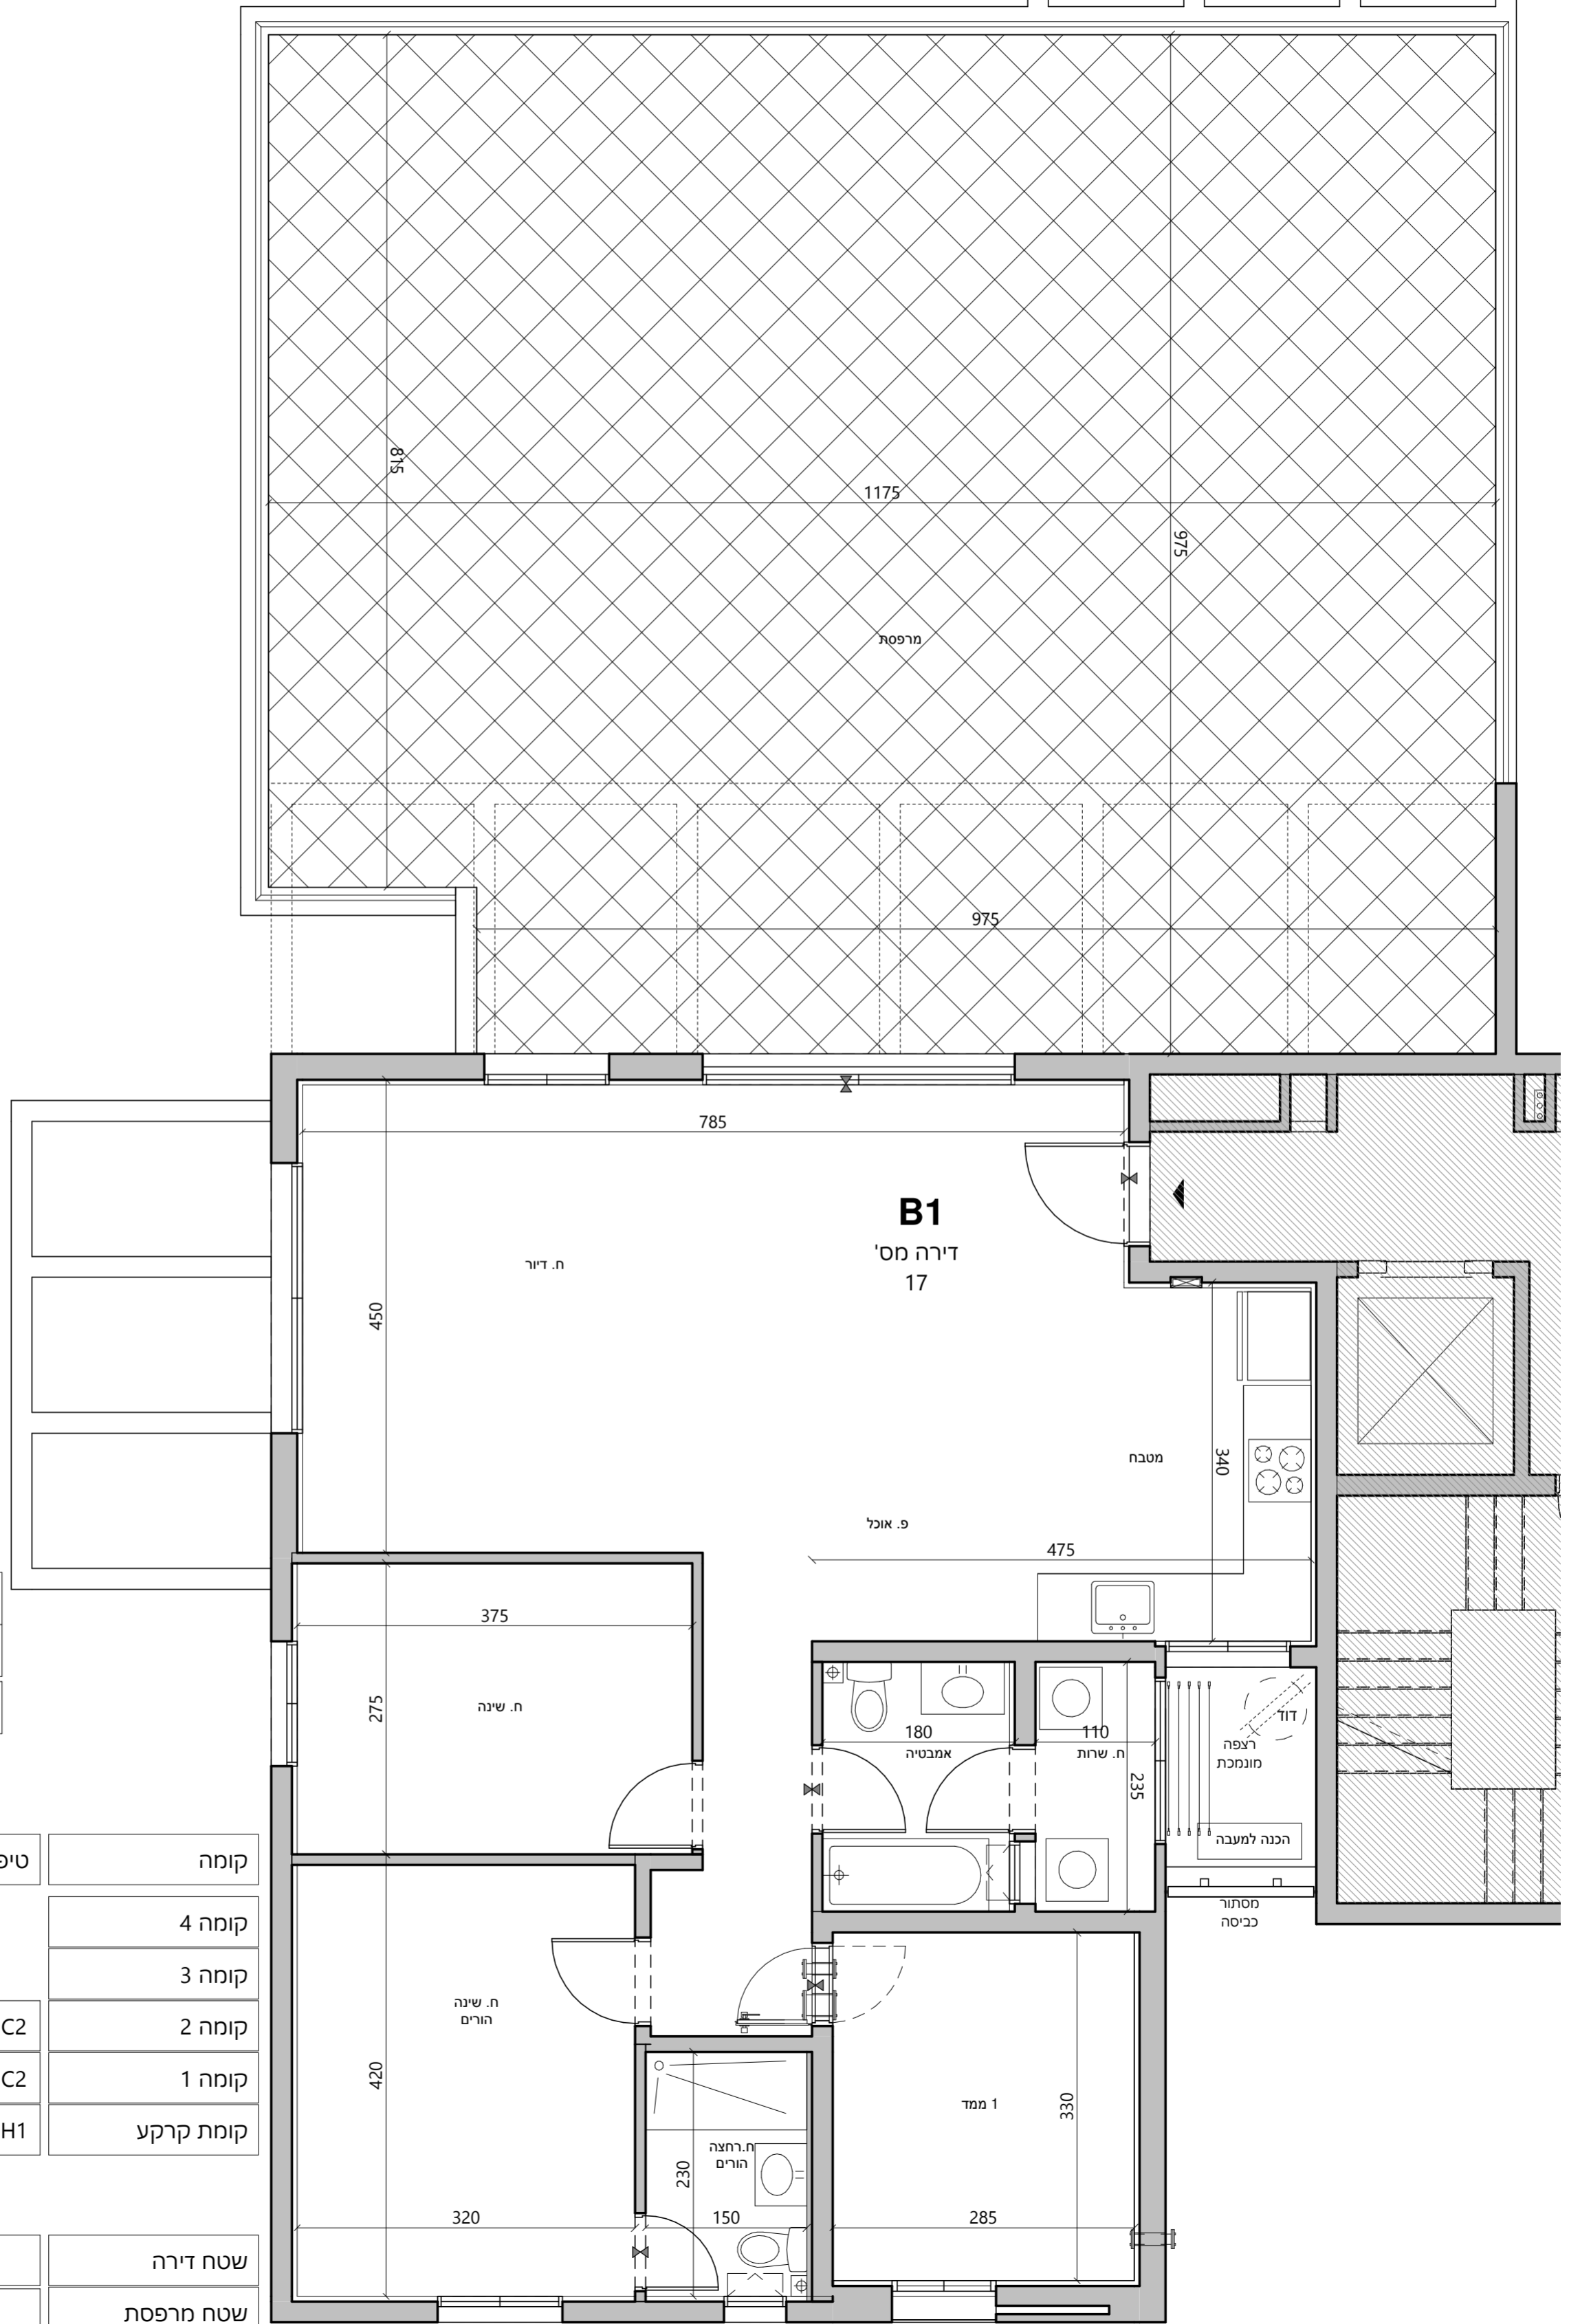 815
1175
975
מרפסת
975
785
B1
דירה מס'
17
ח. דיור
450
מטבח
340
פ. אוכל
475
375
275
ח. שינה
180
אמבטיה
110
ח. שרות
235
דוד
רצפה
מונמכת
הכנה למעבה
מסתור
כביסה
ח. שינה
הורים
420
320
230
ח.רחצה
הורים
150
ממד 1
330
285
קומה
קומה 4
קומה 3
קומה 2
C2
קומה 1
C2
קומת קרקע
H1
שטח דירה
שטח מרפסת